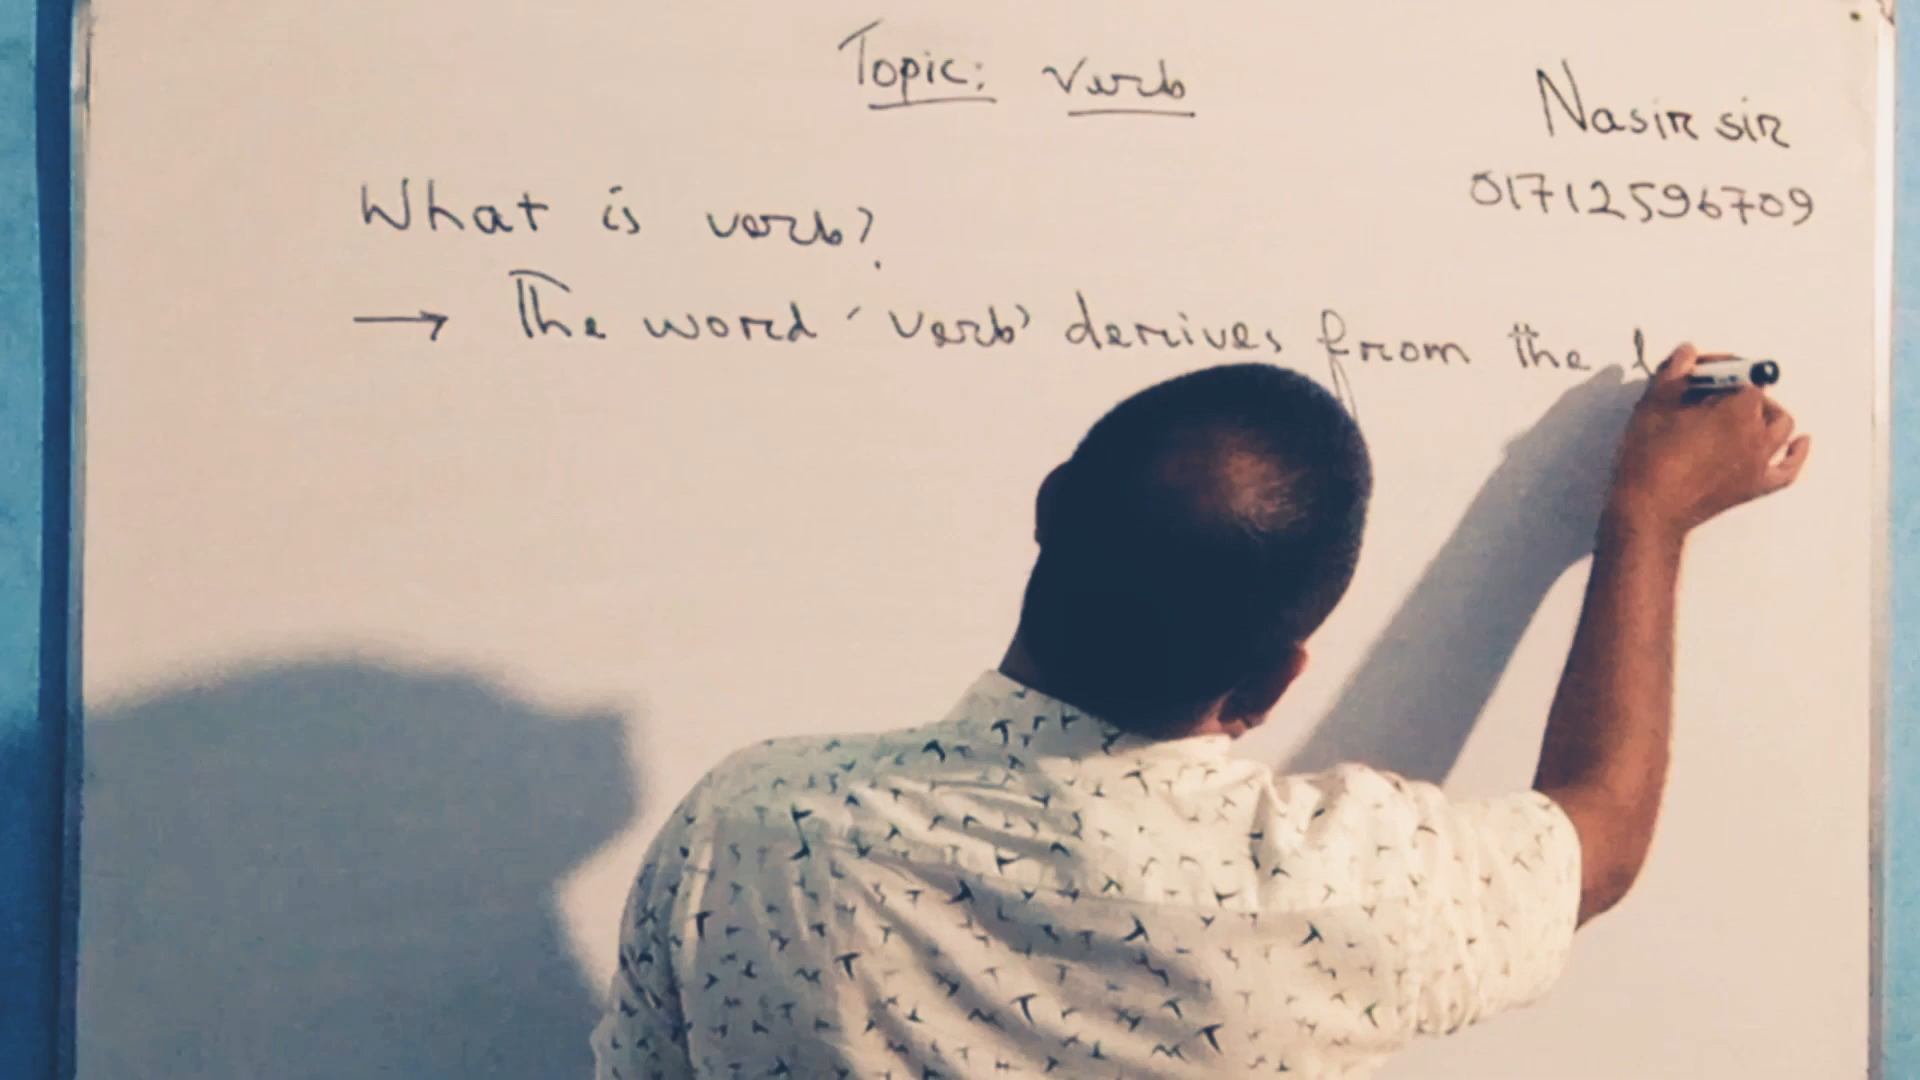 Topic: Verb
Nasir sir
01712596709
What is verb?
→ The word 'verb' derives from the